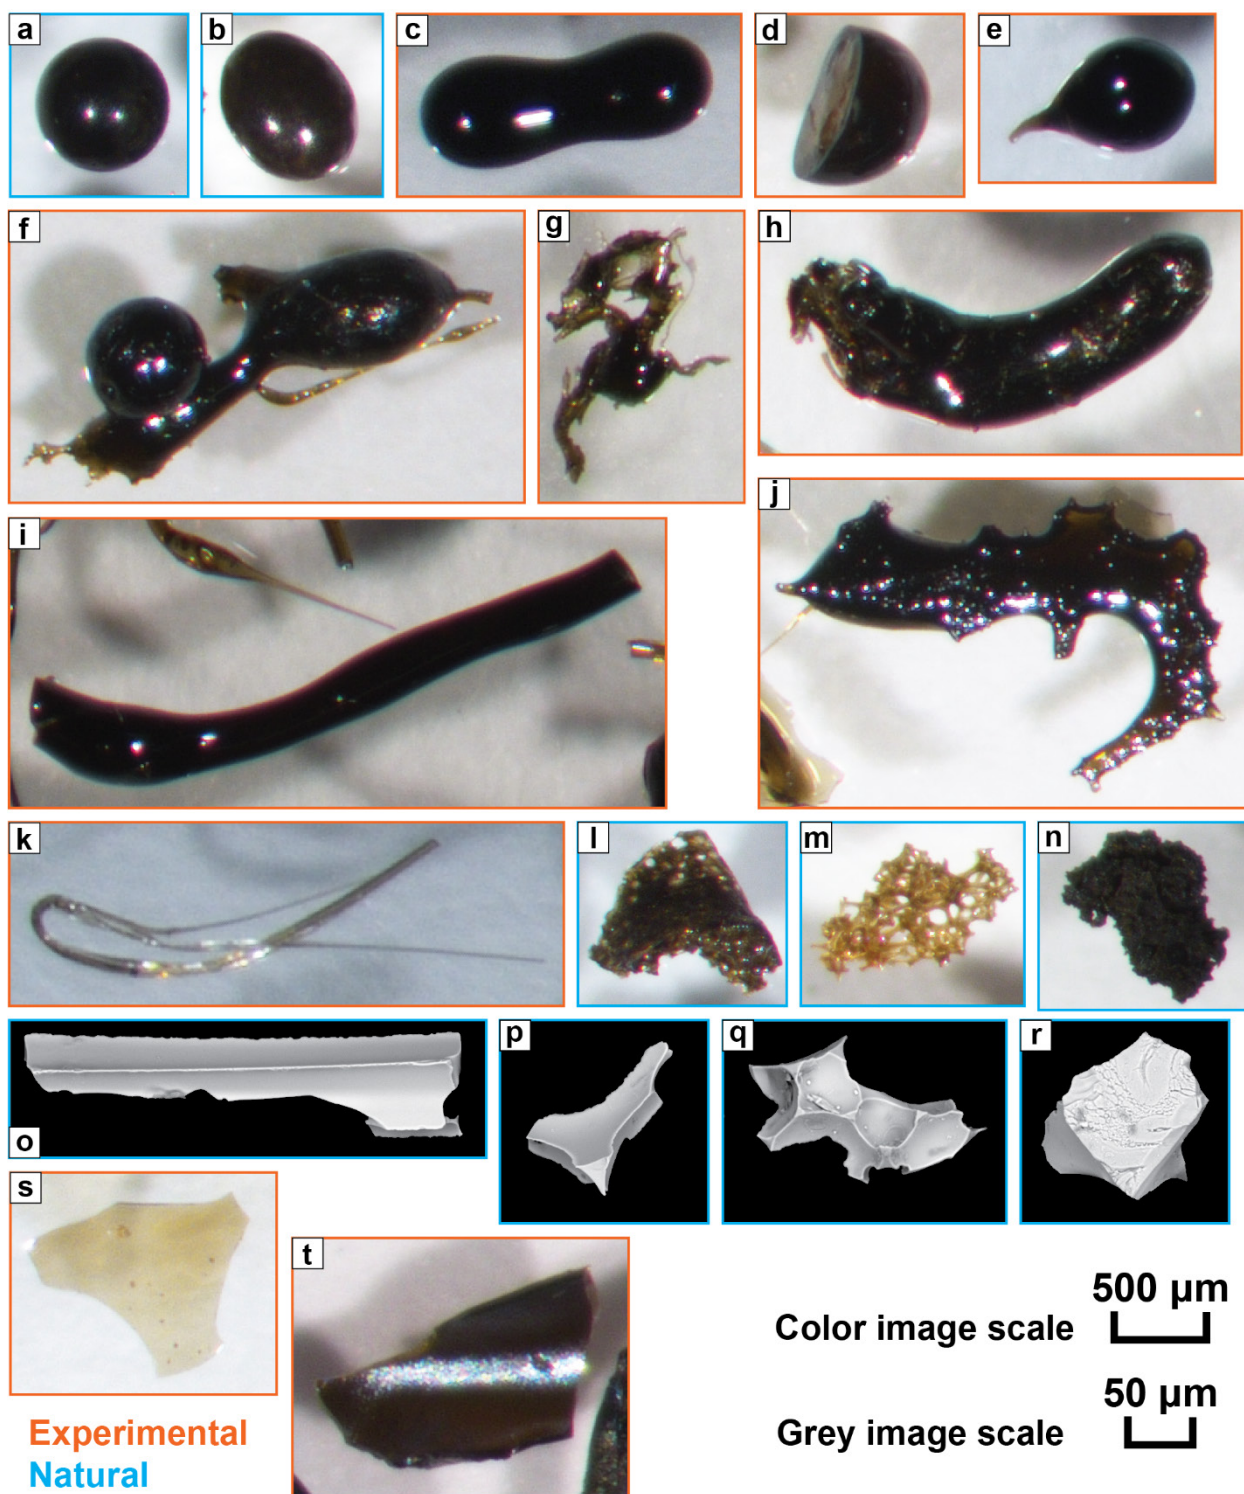 a
b
c
d
e
f
g
h
i
j
k
l
m
n
o
p
q
r
s
t
500 µm
Color image scale
50 µm
Grey image scale
Experimental
Natural